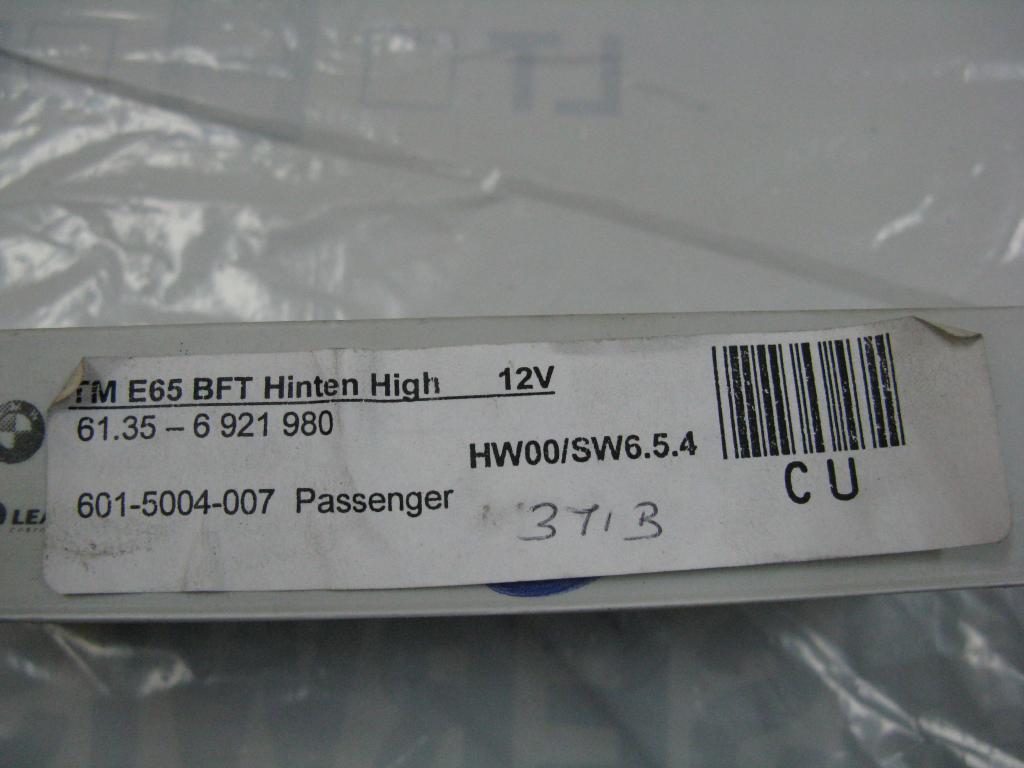 TM E65 BFT Hinten High 12V
61.35 – 6 921 980
HW00/SW6.5.4
CU
601-5004-007 Passenger
LEA